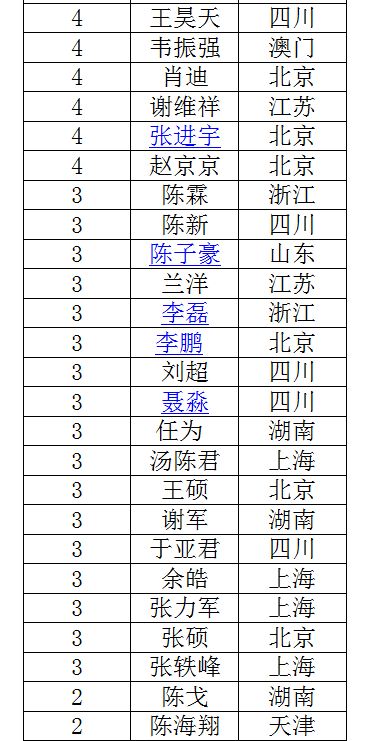 4 王昊天 四川
4 韦振强 澳门
4 肖迪 北京
4 谢维祥 江苏
4 张进宇 北京
4 赵京京 北京
3 陈霖 浙江
3 陈新 四川
3 陈子豪 山东
3 兰洋 江苏
3 李磊 浙江
3 李鹏 北京
3 刘超 四川
3 聂淼 四川
3 任为 湖南
3 汤陈君 上海
3 王硕 北京
3 谢军 湖南
3 于亚君 四川
3 余皓 上海
3 张力军 上海
3 张硕 北京
3 张轶峰 上海
2 陈戈 湖南
2 陈海翔 天津